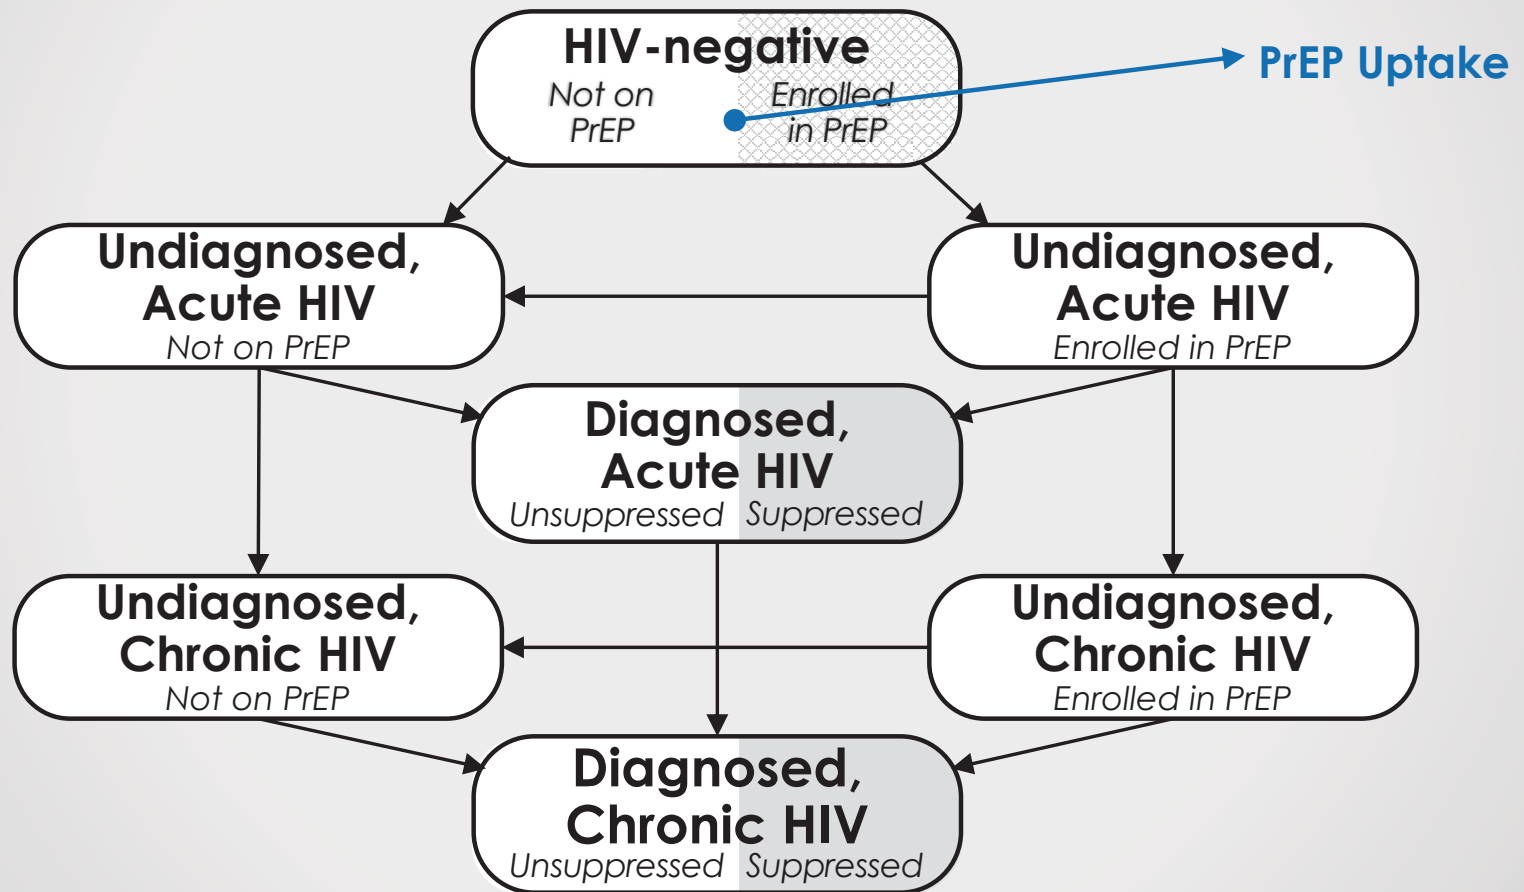 HIV-negative
Not on
PrEP
Enrolled
in PrEP
PrEP Uptake
Undiagnosed,
Acute HIV
Not on PrEP
Undiagnosed,
Acute HIV
Enrolled in PrEP
Diagnosed,
Acute HIV
Unsuppressed Suppressed
Undiagnosed,
Chronic HIV
Not on PrEP
Undiagnosed,
Chronic HIV
Enrolled in PrEP
Diagnosed,
Chronic HIV
Unsuppressed Suppressed